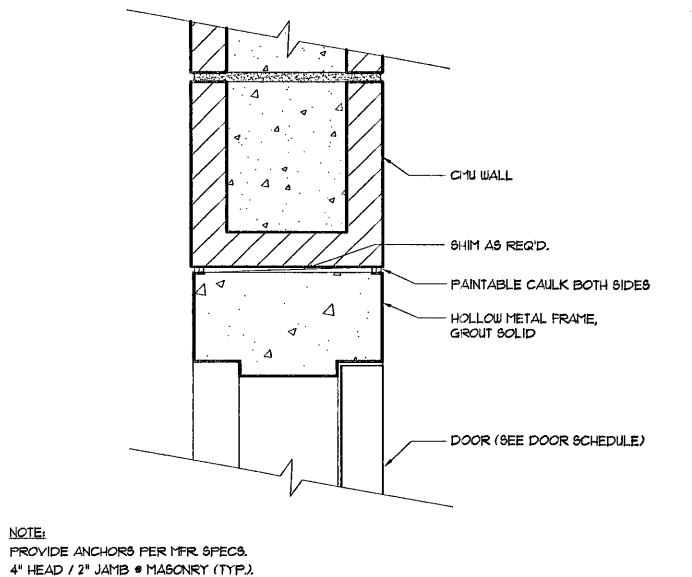 CMU WALL
SHIM AS REQ'D.
PAINTABLE CAULK BOTH SIDES
HOLLOW METAL FRAME,
GROUT SOLID
DOOR (SEE DOOR SCHEDULE)
NOTE:
PROVIDE ANCHORS PER MFR SPECS.
4" HEAD / 2" JAMB @ MASONRY (TYP.).